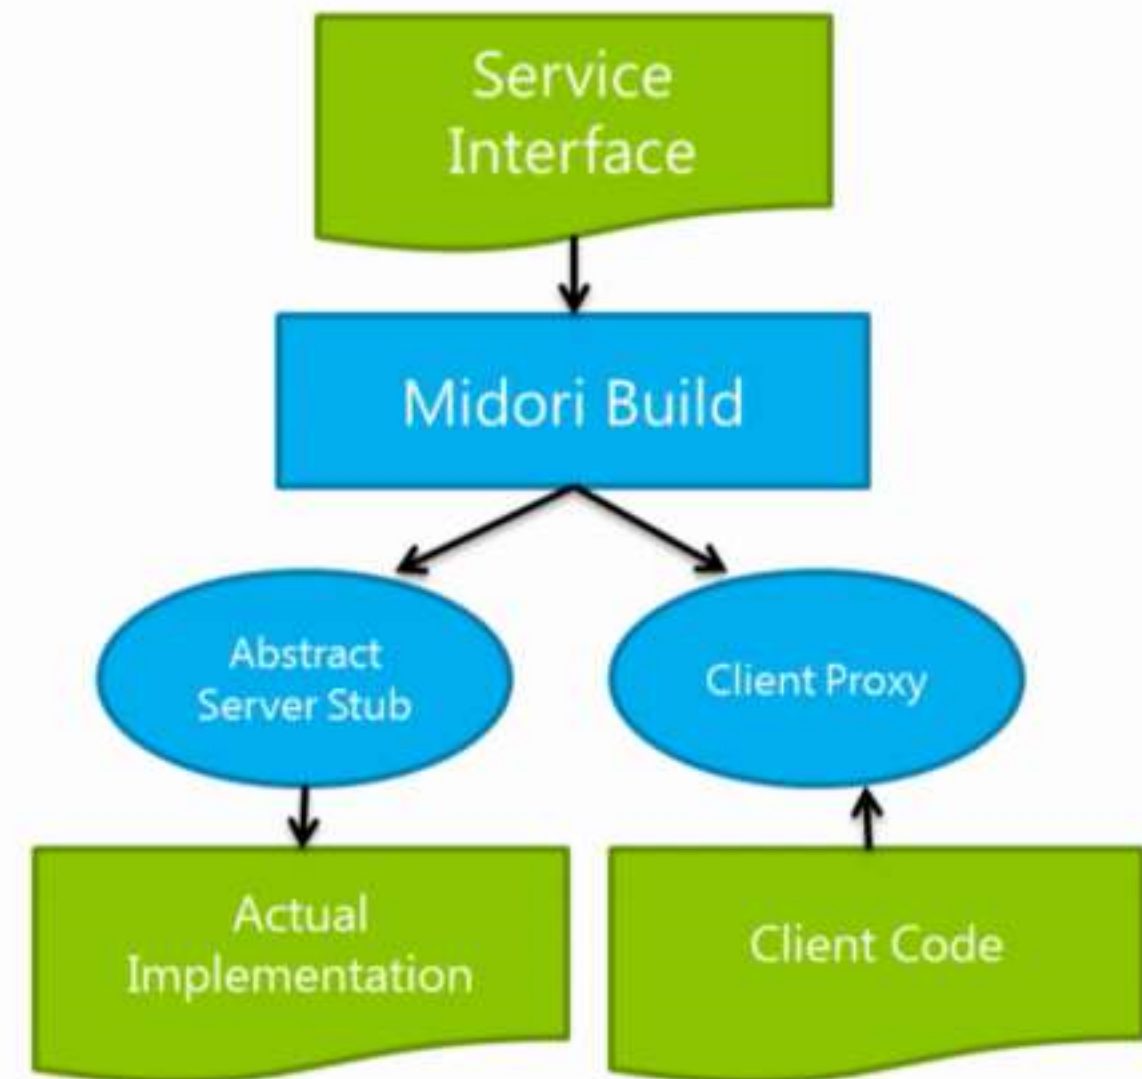 Service
Interface
Midori Build
Abstract
Server Stub
Client Proxy
Actual
Implementation
Client Code